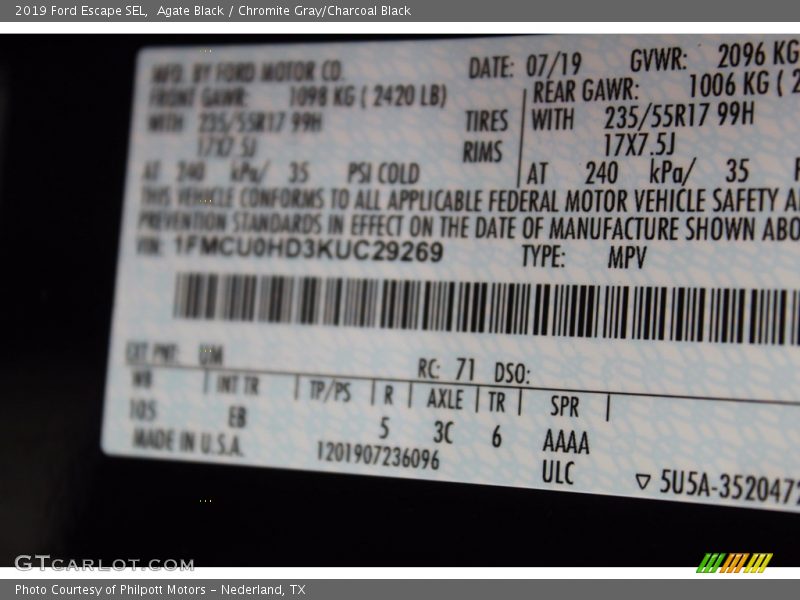 2019 Ford Escape SEL, Agate Black / Chromite Gray/Charcoal Black
MFD. BY FORD MOTOR CO. DATE: 07/19 GVWR: 2096 KG
FRONT GAWR: 1098 KG ( 2420 LB) REAR GAWR: 1006 KG ( 2
WITH 235/55R17 99H TIRES WITH 235/55R17 99H
17X7.5J RIMS 17X7.5J
AT 240 kPa/ 35 PSI COLD AT 240 kPa/ 35
THIS VEHICLE CONFORMS TO ALL APPLICABLE FEDERAL MOTOR VEHICLE SAFETY
PREVENTION STANDARDS IN EFFECT ON THE DATE OF MANUFACTURE SHOWN ABO
VIN: 1FMCU0HD3KUC29269 TYPE: MPV
EXT PNT: RC: 71 DSO:
WB INT TR TP/PS R AXLE TR SPR
105 EB 5 3C 6 AAAA
MADE IN U.S.A. 1201907236096 ULC ▽ 5U5A-3520472
GTCARLOT.COM
Photo Courtesy of Philpott Motors – Nederland, TX